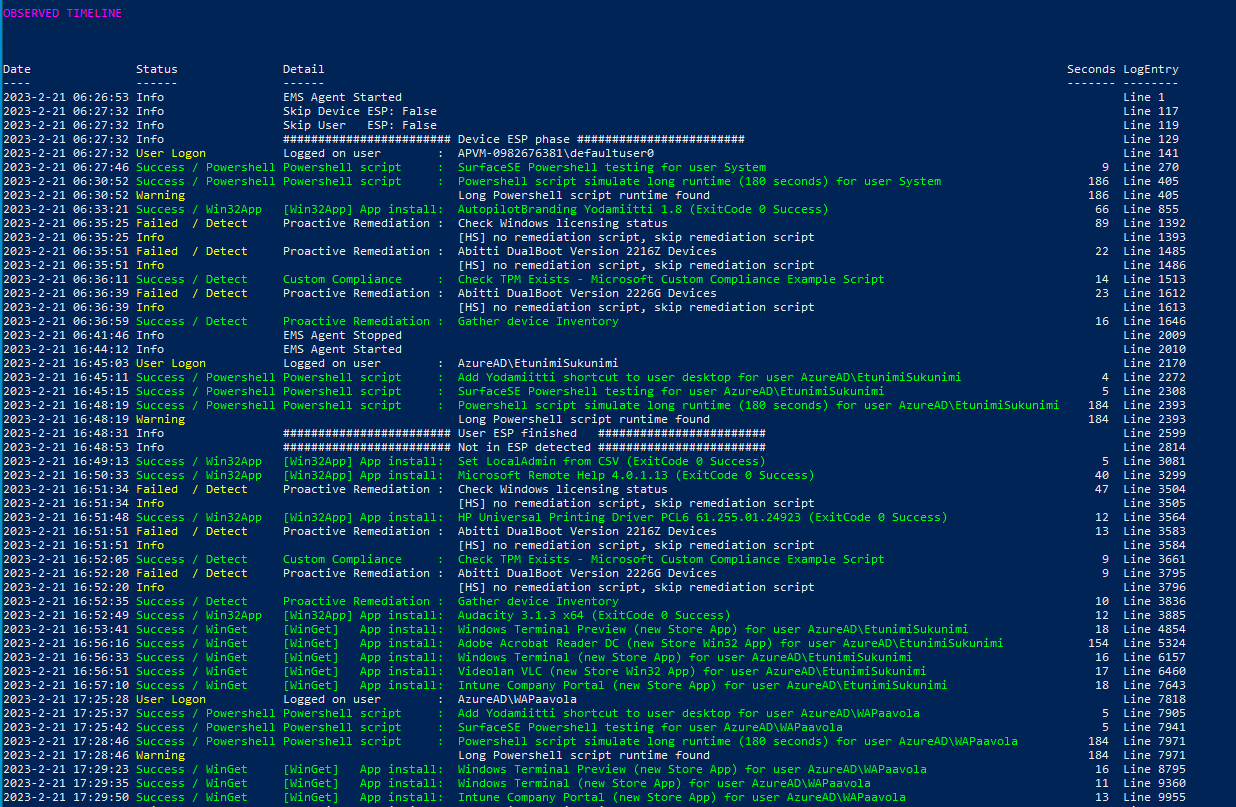 OBSERVED TIMELINE
Date Status Detail Seconds LogEntry
---- ------ ------ ------- --------
2023-2-21 06:26:53 Info EMS Agent Started Line 1
2023-2-21 06:27:32 Info Skip Device ESP: False Line 117
2023-2-21 06:27:32 Info Skip User ESP: False Line 119
2023-2-21 06:27:32 Info ######################## Device ESP phase ######################## Line 129
2023-2-21 06:27:32 User Logon Logged on user : APVM-0982676381\defaultuser0 Line 141
2023-2-21 06:27:46 Success / Powershell Powershell script : SurfaceSE Powershell testing for user System 9 Line 270
2023-2-21 06:30:52 Success / Powershell Powershell script : Powershell script simulate long runtime (180 seconds) for user System 186 Line 405
2023-2-21 06:30:52 Warning Long Powershell script runtime found 186 Line 405
2023-2-21 06:33:21 Success / Win32App [Win32App] App install: AutopilotBranding Yodamiitti 1.8 (ExitCode 0 Success) 66 Line 855
2023-2-21 06:35:25 Failed / Detect Proactive Remediation : Check Windows licensing status 89 Line 1392
2023-2-21 06:35:25 Info [HS] no remediation script, skip remediation script Line 1393
2023-2-21 06:35:51 Failed / Detect Proactive Remediation : Abitti DualBoot Version 2216Z Devices 22 Line 1485
2023-2-21 06:35:51 Info [HS] no remediation script, skip remediation script Line 1486
2023-2-21 06:36:11 Success / Detect Custom Compliance : Check TPM Exists - Microsoft Custom Compliance Example Script 14 Line 1513
2023-2-21 06:36:39 Failed / Detect Proactive Remediation : Abitti DualBoot Version 2226G Devices 23 Line 1612
2023-2-21 06:36:39 Info [HS] no remediation script, skip remediation script Line 1613
2023-2-21 06:36:59 Success / Detect Proactive Remediation : Gather device Inventory 16 Line 1646
2023-2-21 06:41:46 Info EMS Agent Stopped Line 2009
2023-2-21 16:44:12 Info EMS Agent Started Line 2010
2023-2-21 16:45:03 User Logon Logged on user : AzureAD\EtunimiSukunimi Line 2170
2023-2-21 16:45:11 Success / Powershell Powershell script : Add Yodamiitti shortcut to user desktop for user AzureAD\EtunimiSukunimi 4 Line 2272
2023-2-21 16:45:15 Success / Powershell Powershell script : SurfaceSE Powershell testing for user AzureAD\EtunimiSukunimi 5 Line 2308
2023-2-21 16:48:19 Success / Powershell Powershell script : Powershell script simulate long runtime (180 seconds) for user AzureAD\EtunimiSukunimi 184 Line 2393
2023-2-21 16:48:19 Warning Long Powershell script runtime found 184 Line 2393
2023-2-21 16:48:31 Info ######################## User ESP finished ######################## Line 2599
2023-2-21 16:48:53 Info ######################## Not in ESP detected ######################## Line 2814
2023-2-21 16:49:13 Success / Win32App [Win32App] App install: Set LocalAdmin from CSV (ExitCode 0 Success) 5 Line 3081
2023-2-21 16:50:33 Success / Win32App [Win32App] App install: Microsoft Remote Help 4.0.1.13 (ExitCode 0 Success) 40 Line 3299
2023-2-21 16:51:34 Failed / Detect Proactive Remediation : Check Windows licensing status 47 Line 3504
2023-2-21 16:51:34 Info [HS] no remediation script, skip remediation script Line 3505
2023-2-21 16:51:48 Success / Win32App [Win32App] App install: HP Universal Printing Driver PCL6 61.255.01.24923 (ExitCode 0 Success) 12 Line 3564
2023-2-21 16:51:51 Failed / Detect Proactive Remediation : Abitti DualBoot Version 2216Z Devices 13 Line 3583
2023-2-21 16:51:51 Info [HS] no remediation script, skip remediation script Line 3584
2023-2-21 16:52:05 Success / Detect Custom Compliance : Check TPM Exists - Microsoft Custom Compliance Example Script 9 Line 3661
2023-2-21 16:52:20 Failed / Detect Proactive Remediation : Abitti DualBoot Version 2226G Devices 9 Line 3795
2023-2-21 16:52:20 Info [HS] no remediation script, skip remediation script Line 3796
2023-2-21 16:52:35 Success / Detect Proactive Remediation : Gather device Inventory 10 Line 3836
2023-2-21 16:52:49 Success / Win32App [Win32App] App install: Audacity 3.1.3 x64 (ExitCode 0 Success) 12 Line 3885
2023-2-21 16:53:41 Success / WinGet [WinGet] App install: Windows Terminal Preview (new Store App) for user AzureAD\EtunimiSukunimi 18 Line 4854
2023-2-21 16:56:16 Success / WinGet [WinGet] App install: Adobe Acrobat Reader DC (new Store Win32 App) for user AzureAD\EtunimiSukunimi 154 Line 5324
2023-2-21 16:56:33 Success / WinGet [WinGet] App install: Windows Terminal (new Store App) for user AzureAD\EtunimiSukunimi 16 Line 6157
2023-2-21 16:56:51 Success / WinGet [WinGet] App install: Videolan VLC (new Store Win32 App) for user AzureAD\EtunimiSukunimi 17 Line 6460
2023-2-21 16:57:10 Success / WinGet [WinGet] App install: Intune Company Portal (new Store App) for user AzureAD\EtunimiSukunimi 18 Line 7643
2023-2-21 17:25:28 User Logon Logged on user : AzureAD\WAPaavola Line 7818
2023-2-21 17:25:37 Success / Powershell Powershell script : Add Yodamiitti shortcut to user desktop for user AzureAD\WAPaavola 5 Line 7905
2023-2-21 17:25:42 Success / Powershell Powershell script : SurfaceSE Powershell testing for user AzureAD\WAPaavola 5 Line 7941
2023-2-21 17:28:46 Success / Powershell Powershell script : Powershell script simulate long runtime (180 seconds) for user AzureAD\WAPaavola 184 Line 7971
2023-2-21 17:28:46 Warning Long Powershell script runtime found 184 Line 7971
2023-2-21 17:29:23 Success / WinGet [WinGet] App install: Windows Terminal Preview (new Store App) for user AzureAD\WAPaavola 16 Line 8795
2023-2-21 17:29:35 Success / WinGet [WinGet] App install: Windows Terminal (new Store App) for user AzureAD\WAPaavola 11 Line 9360
2023-2-21 17:29:50 Success / WinGet [WinGet] App install: Intune Company Portal (new Store App) for user AzureAD\WAPaavola 13 Line 9955